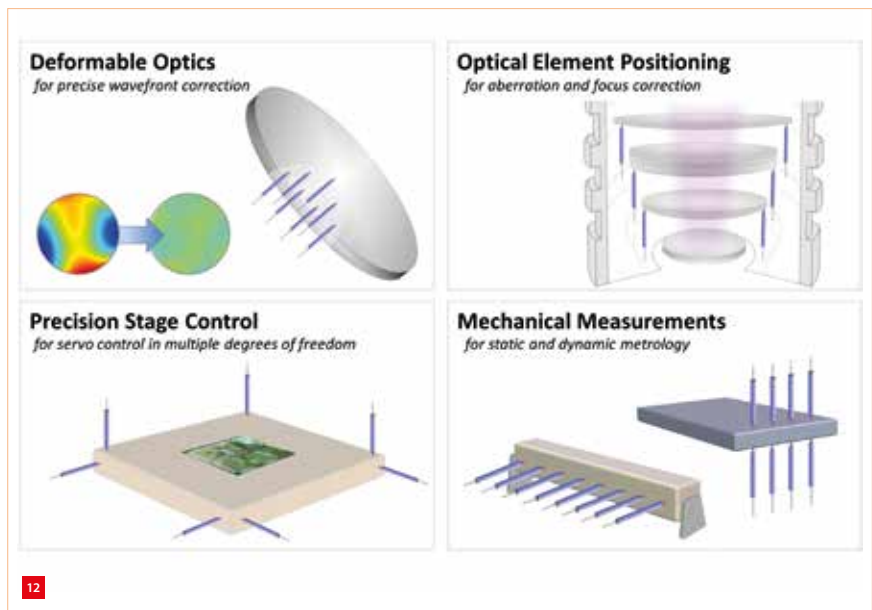 Deformable Optics
for precise wavefront correction
Optical Element Positioning
for aberration and focus correction
Precision Stage Control
for servo control in multiple degrees of freedom
Mechanical Measurements
for static and dynamic metrology
12